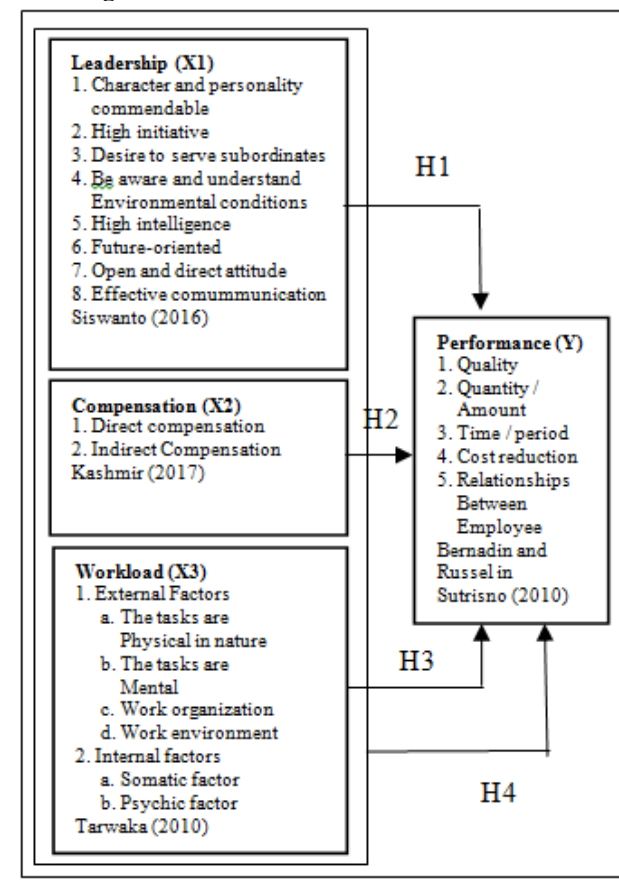 Leadership (X1)
1. Character and personality
commendable
2. High initiative
3. Desire to serve subordinates
4. Be aware and understand
Environmental conditions
5. High intelligence
6. Future-oriented
7. Open and direct attitude
8. Effective comummunication
Siswanto (2016)
H1
Compensation (X2)
1. Direct compensation
2. Indirect Compensation
Kashmir (2017)
H2
Workload (X3)
1. External Factors
a. The tasks are
Physical in nature
b. The tasks are
Mental
c. Work organization
d. Work environment
2. Internal factors
a. Somatic factor
b. Psychic factor
Tarwaka (2010)
H3
H4
Performance (Y)
1. Quality
2. Quantity /
Amount
3. Time / period
4. Cost reduction
5. Relationships
Between
Employee
Bernadin and
Russel in
Sutrisno (2010)